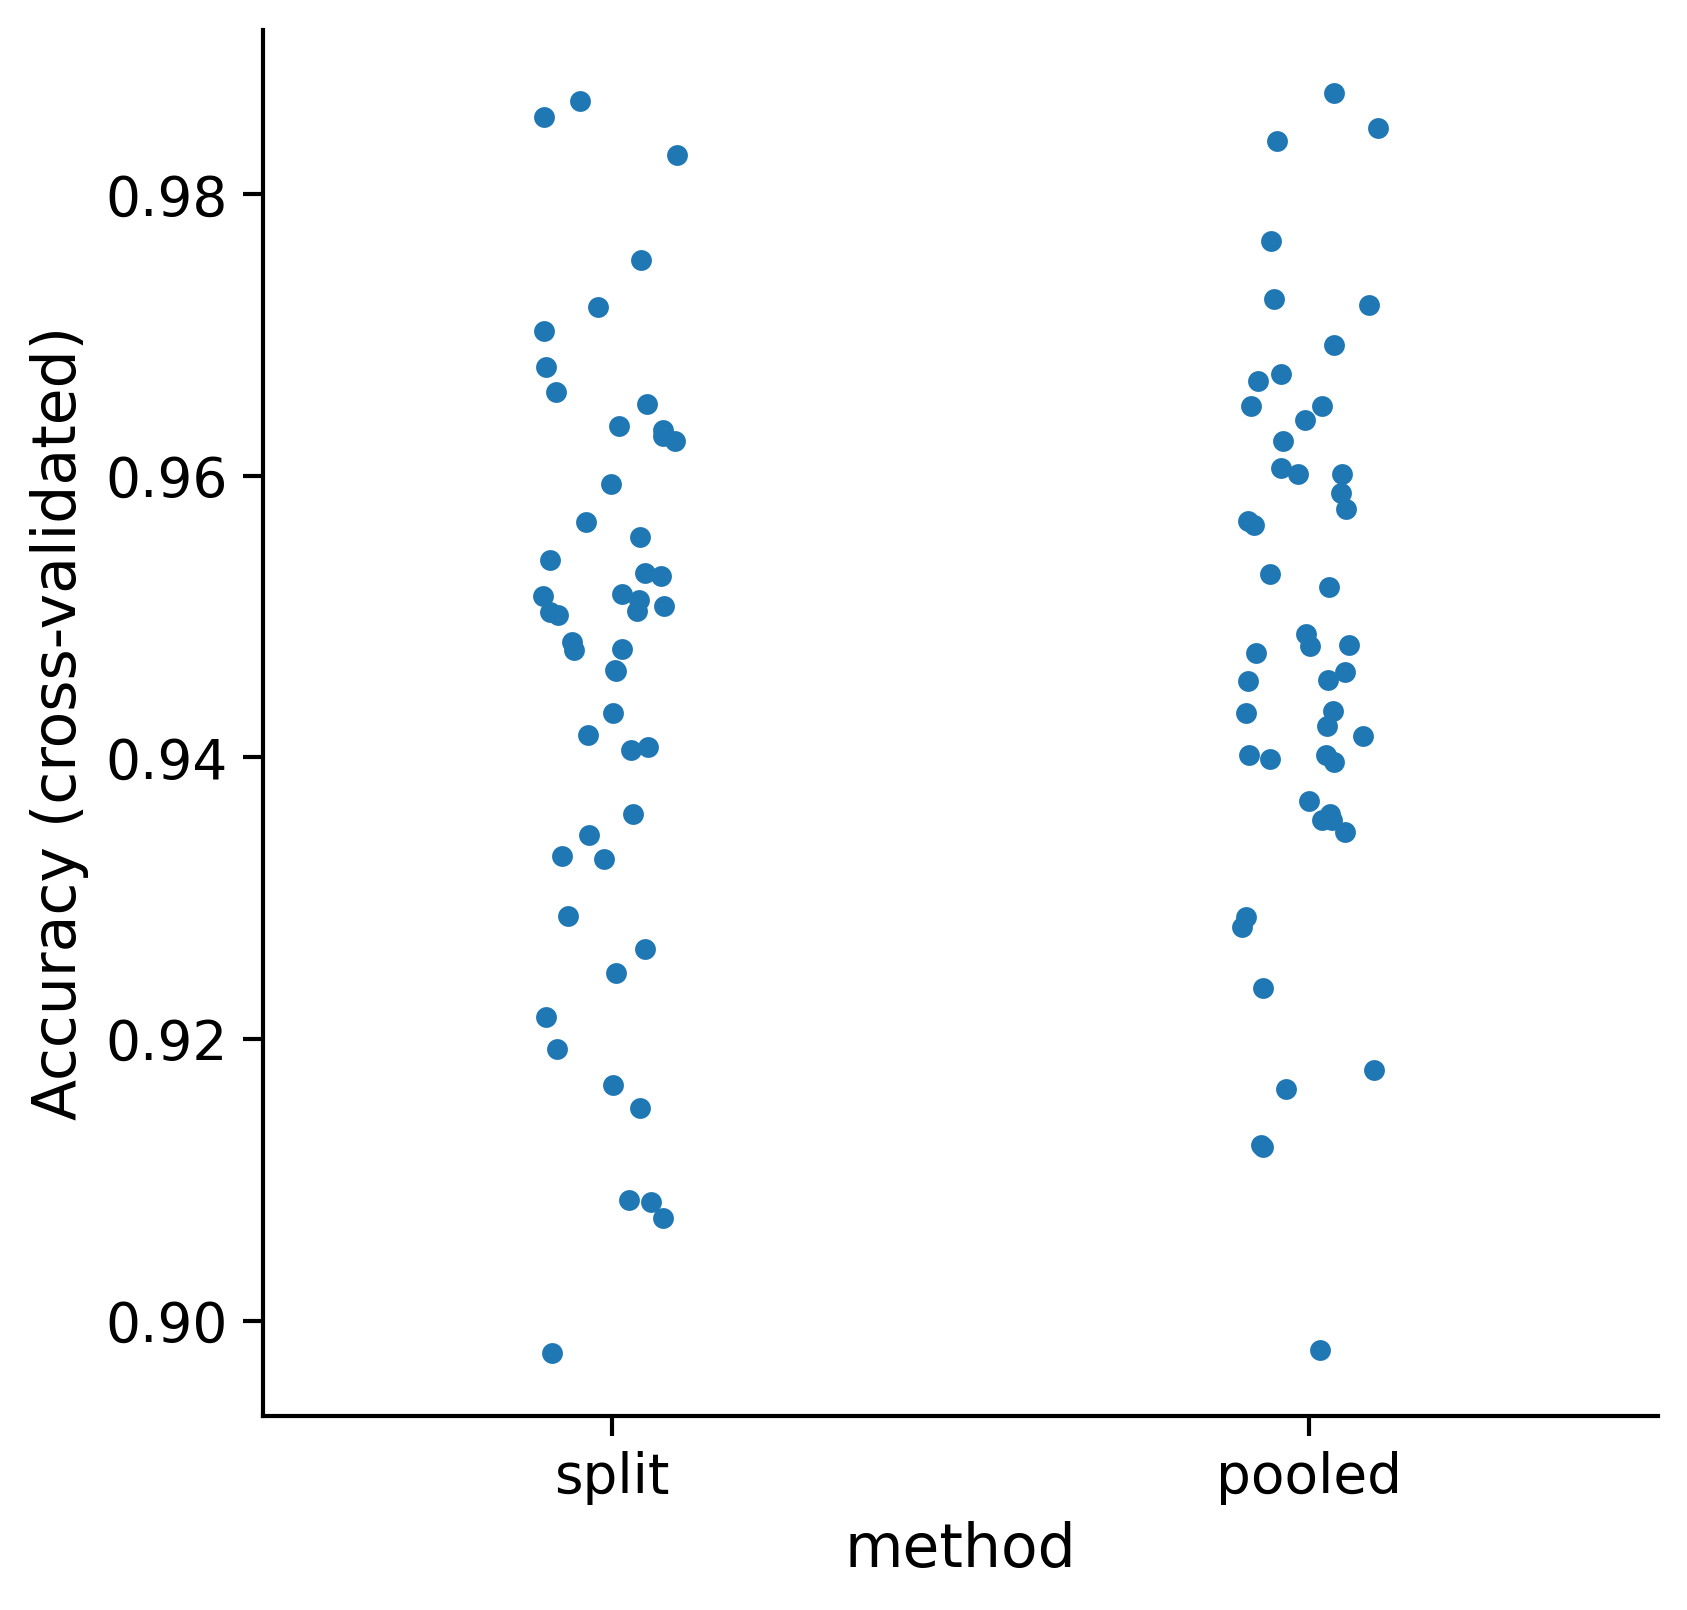 Accuracy (cross-validated)
0.98
0.96
0.94
0.92
0.90
split
pooled
method